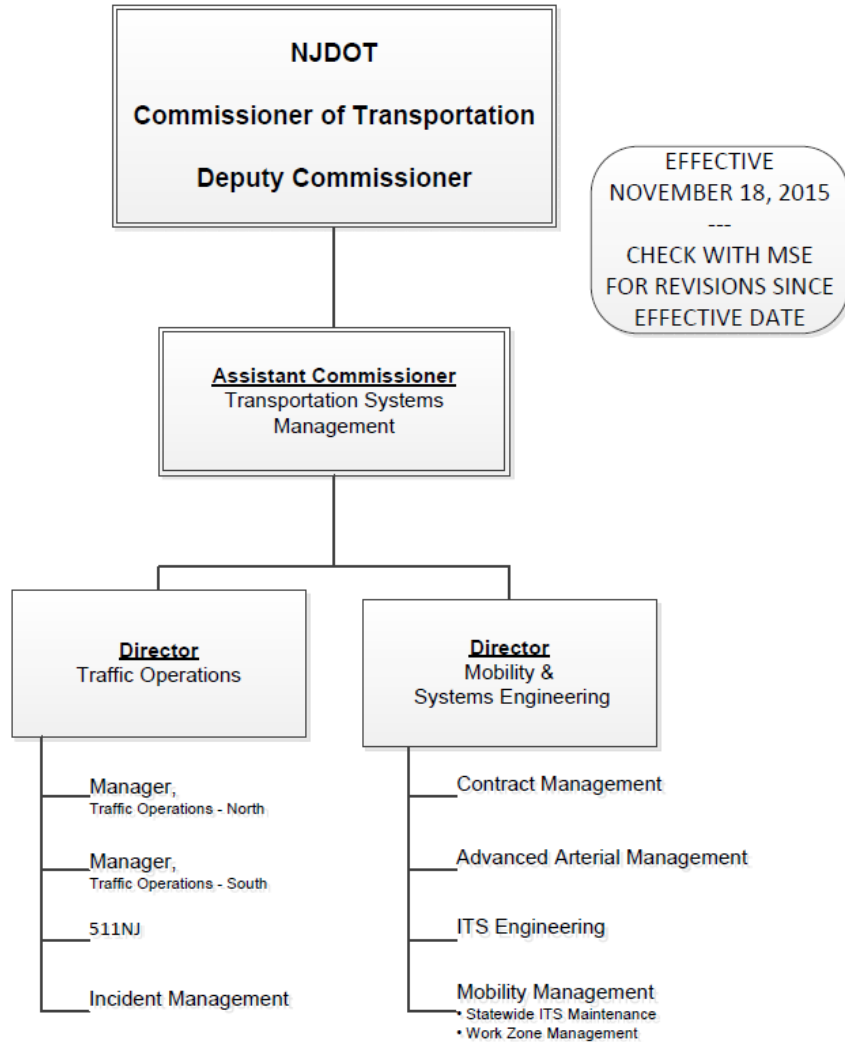 NJDOT
Commissioner of Transportation
Deputy Commissioner
EFFECTIVE
NOVEMBER 18, 2015
---
CHECK WITH MSE
FOR REVISIONS SINCE
EFFECTIVE DATE
Assistant Commissioner
Transportation Systems
Management
Director
Traffic Operations
Manager,
Traffic Operations - North
Manager,
Traffic Operations - South
511NJ
Incident Management
Director
Mobility &
Systems Engineering
Contract Management
Advanced Arterial Management
ITS Engineering
Mobility Management
• Statewide ITS Maintenance
• Work Zone Management